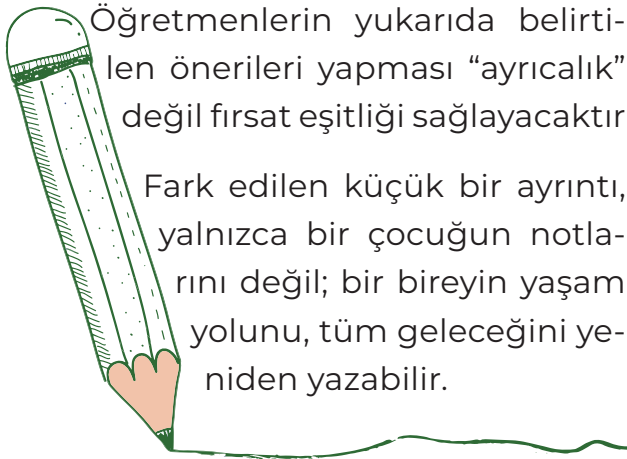 Öğretmenlerin yukarıda belirti-
len önerileri yapması “ayrıcalık”
değil fırsat eşitliği sağlayacaktır
Fark edilen küçük bir ayrıntı,
yalnızca bir çocuğun notla-
rını değil; bir bireyin yaşam
yolunu, tüm geleceğini ye-
niden yazabilir.